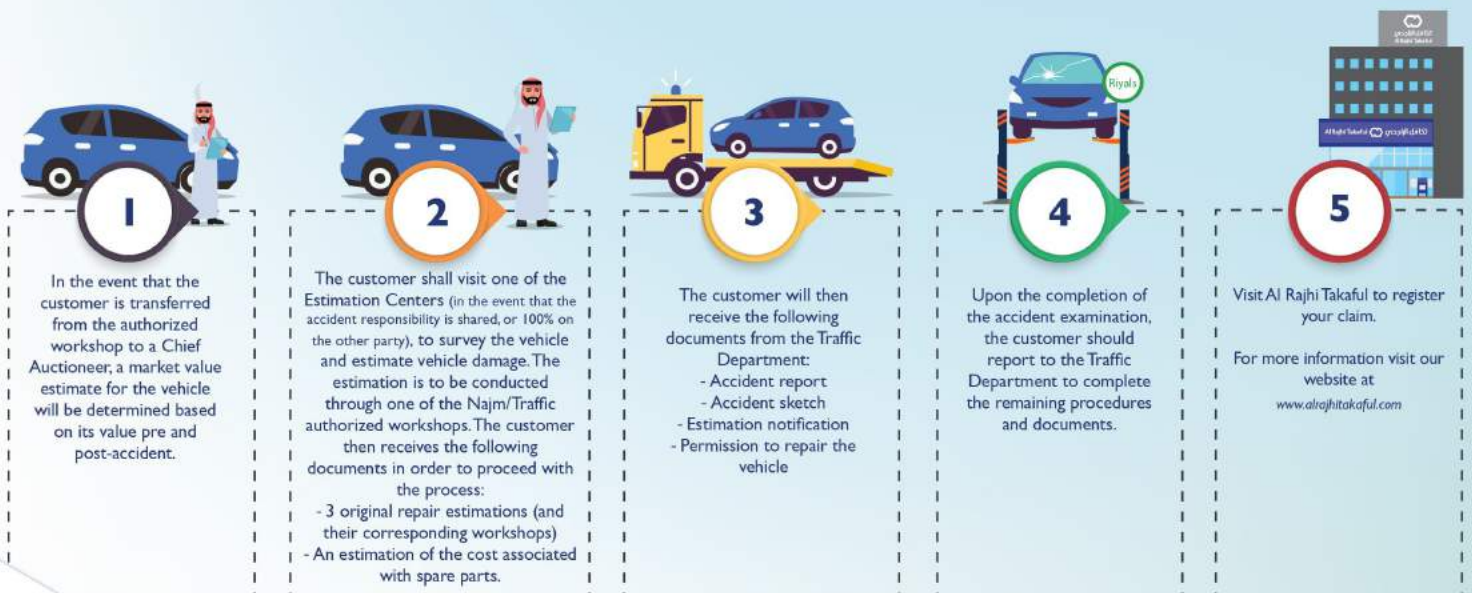 الراجحي تكافل
Al Rajhi Takaful
Riyals
Al Rajhi Takaful تكافل الراجحي
1
In the event that the
customer is transferred
from the authorized
workshop to a Chief
Auctioneer, a market value
estimate for the vehicle
will be determined based
on its value pre and
post-accident.
2
The customer shall visit one of the
Estimation Centers (in the event that the
accident responsibility is shared, or 100% on
the other party), to survey the vehicle
and estimate vehicle damage. The
estimation is to be conducted
through one of the Najm/Traffic
authorized workshops. The customer
then receives the following
documents in order to proceed with
the process:
- 3 original repair estimations (and
their corresponding workshops)
- An estimation of the cost associated
with spare parts.
3
The customer will then
receive the following
documents from the Traffic
Department:
- Accident report
- Accident sketch
- Estimation notification
- Permission to repair the
vehicle
4
Upon the completion of
the accident examination,
the customer should
report to the Traffic
Department to complete
the remaining procedures
and documents.
5
Visit Al Rajhi Takaful to register
your claim.
For more information visit our
website at
www.alrajhitakaful.com